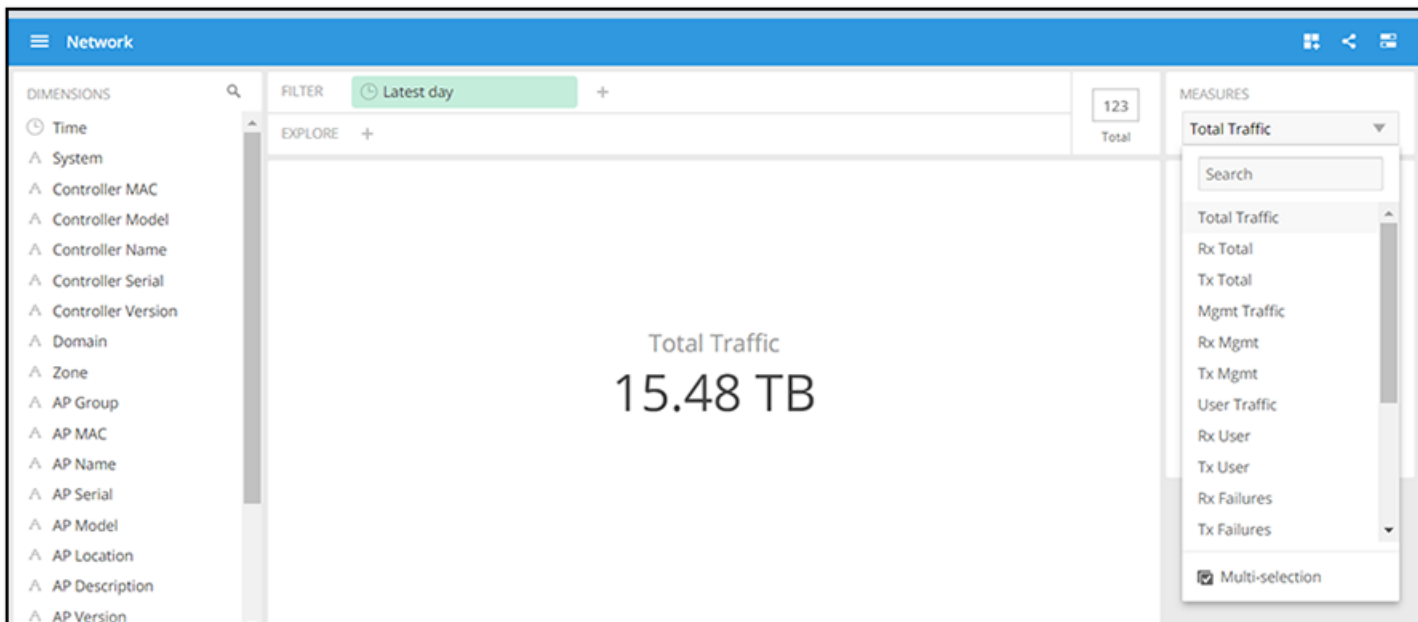 Network
DIMENSIONS
Time
System
Controller MAC
Controller Model
Controller Name
Controller Serial
Controller Version
Domain
Zone
AP Group
AP MAC
AP Name
AP Serial
AP Model
AP Location
AP Description
AP Version
FILTER
Latest day
+
EXPLORE +
123
Total
Total Traffic
15.48 TB
MEASURES
Total Traffic
Search
Total Traffic
Rx Total
Tx Total
Mgmt Traffic
Rx Mgmt
Tx Mgmt
User Traffic
Rx User
Tx User
Rx Failures
Tx Failures
Multi-selection